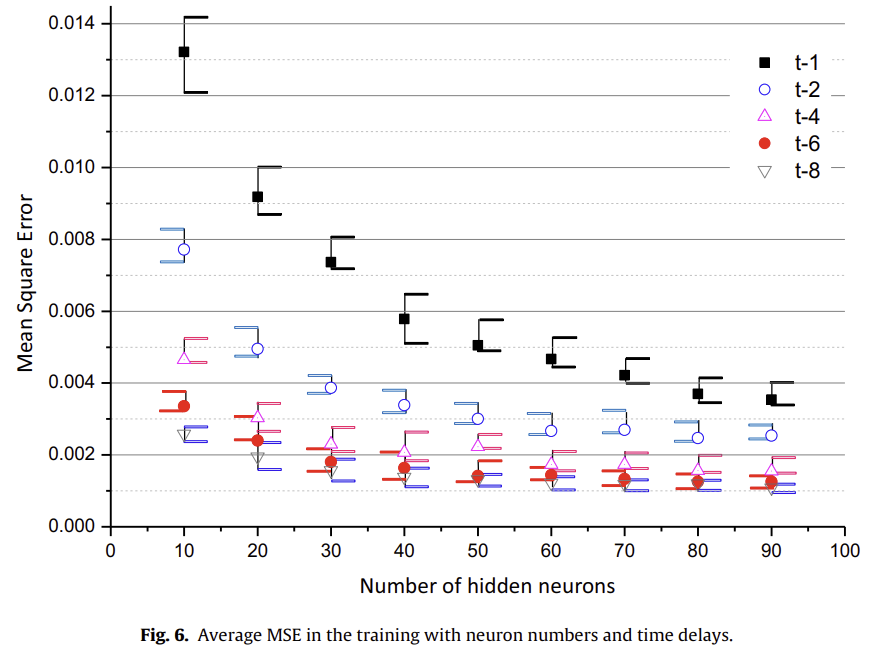 0.014
0.012
0.010
0.008
0.006
0.004
0.002
0.000
Mean Square Error
t-1
t-2
t-4
t-6
t-8
0 10 20 30 40 50 60 70 80 90 100
Number of hidden neurons
Fig. 6. Average MSE in the training with neuron numbers and time delays.